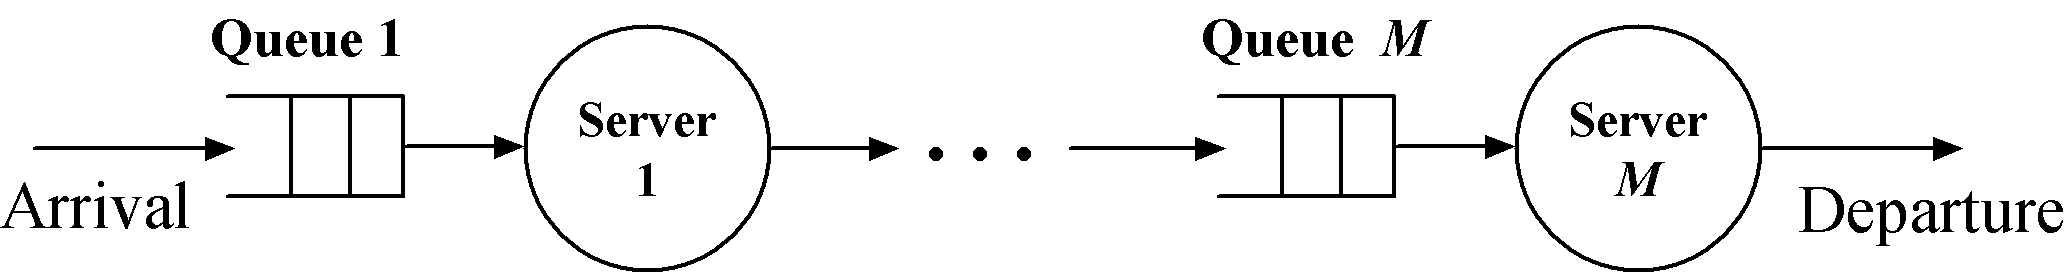 Queue 1
Queue M
Server
1
Server
M
Arrival
Departure